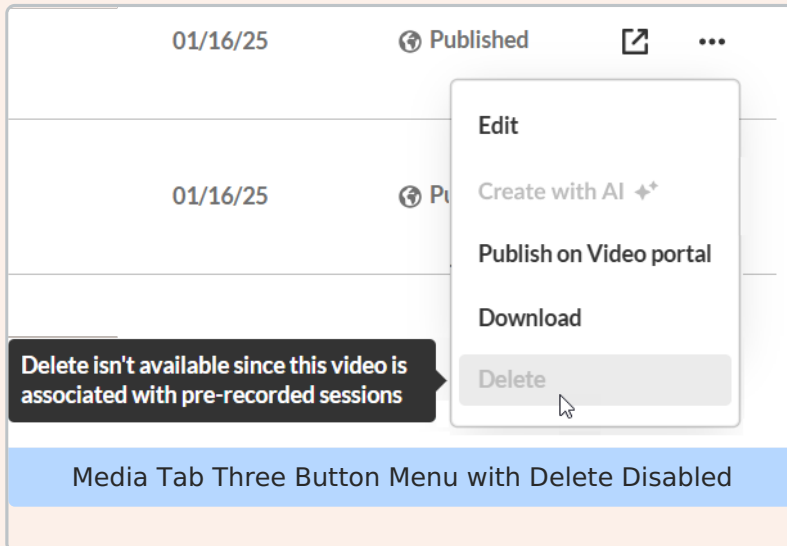 01/16/25 Published
Edit
Create with AI
01/16/25
Publish on Video portal
Download
Delete isn't available since this video is
associated with pre-recorded sessions
Delete
Media Tab Three Button Menu with Delete Disabled